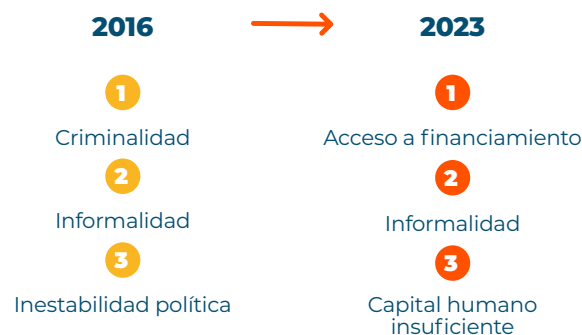 2016
2023
1
Criminalidad
2
Informalidad
3
Inestabilidad política
1
Acceso a financiamiento
2
Informalidad
3
Capital humano
insuficiente